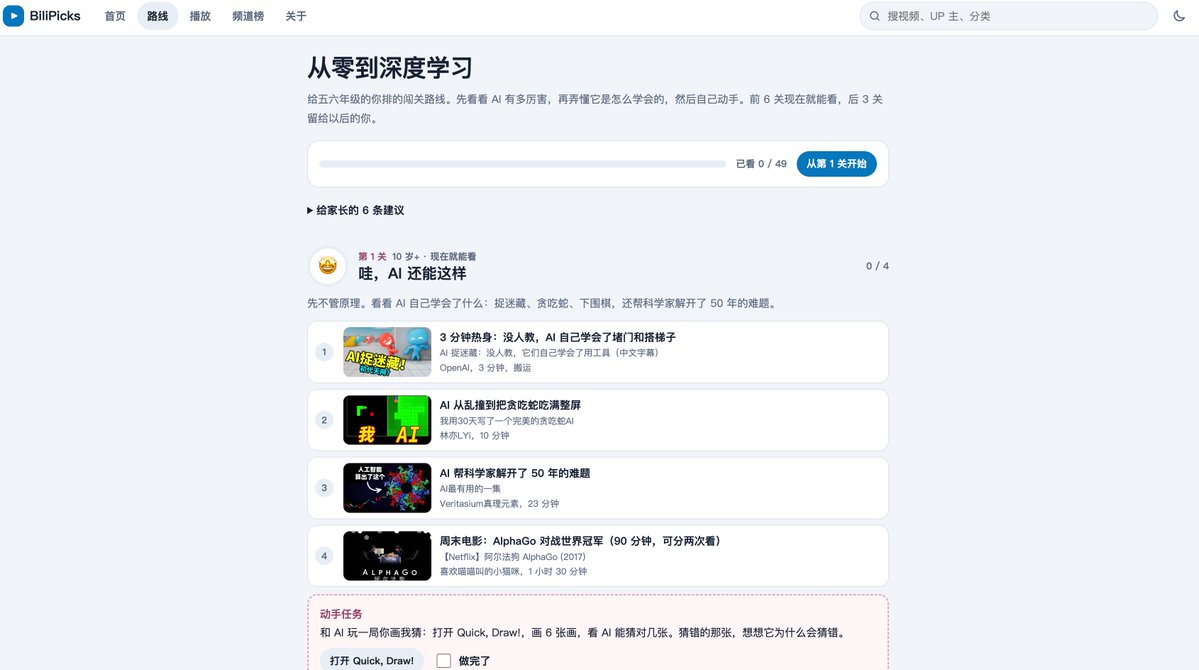 BiliPicks
首页 路线 播放 频道榜 关于
搜视频、UP 主、分类
从零到深度学习
给五六年级的你排的闯关路线。先看看 AI 有多厉害，再弄懂它是怎么学会的，然后自己动手。前 6 关现在就能看，后 3 关
留给以后的你。
已看 0 / 49 从第 1 关开始
给家长的 6 条建议
第 1 关 10 岁+ · 现在就能看
哇，AI 还能这样
0 / 4
先不管原理。看看 AI 自己学会了什么：捉迷藏、贪吃蛇、下围棋，还帮科学家解开了 50 年的难题。
1
AI捉迷藏!
初代天网?
3 分钟热身：没人教，AI 自己学会了堵门和搭梯子
AI 捉迷藏：没人教，它们自己学会了用工具（中文字幕）
OpenAI，3 分钟，搬运
2
我 AI
AI 从乱撞到把贪吃蛇吃满整屏
我用30天写了一个完美的贪吃蛇AI
林亦LYi，10 分钟
3
人工智能
算出了这个
AI 帮科学家解开了 50 年的难题
AI最有用的一集
Veritasium真理元素，23 分钟
4
ALPHAGO
阿尔法狗
周末电影：AlphaGo 对战世界冠军（90 分钟，可分两次看）
【Netflix】阿尔法狗 AlphaGo (2017)
喜欢喵喵叫的小猫咪，1 小时 30 分钟
动手任务
和 AI 玩一局你画我猜：打开 Quick, Draw!，画 6 张画，看 AI 能猜对几张。猜错的那张，想想它为什么会猜错。
打开 Quick, Draw! 做完了